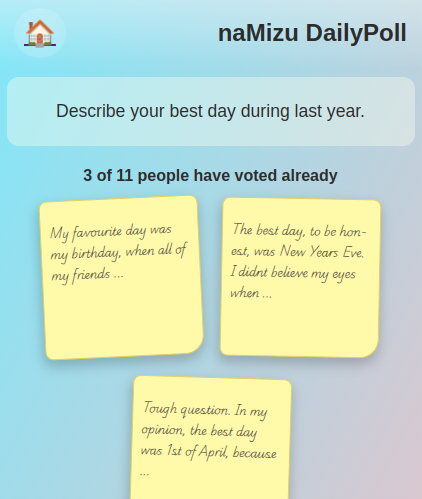 naMizu DailyPoll
Describe your best day during last year.
3 of 11 people have voted already
My favourite day was
my birthday, when all of
my friends ...
The best day, to be hon-
est, was New Years Eve.
I didnt believe my eyes
when ...
Tough question. In my
opinion, the best day
was 1st of April, because
...